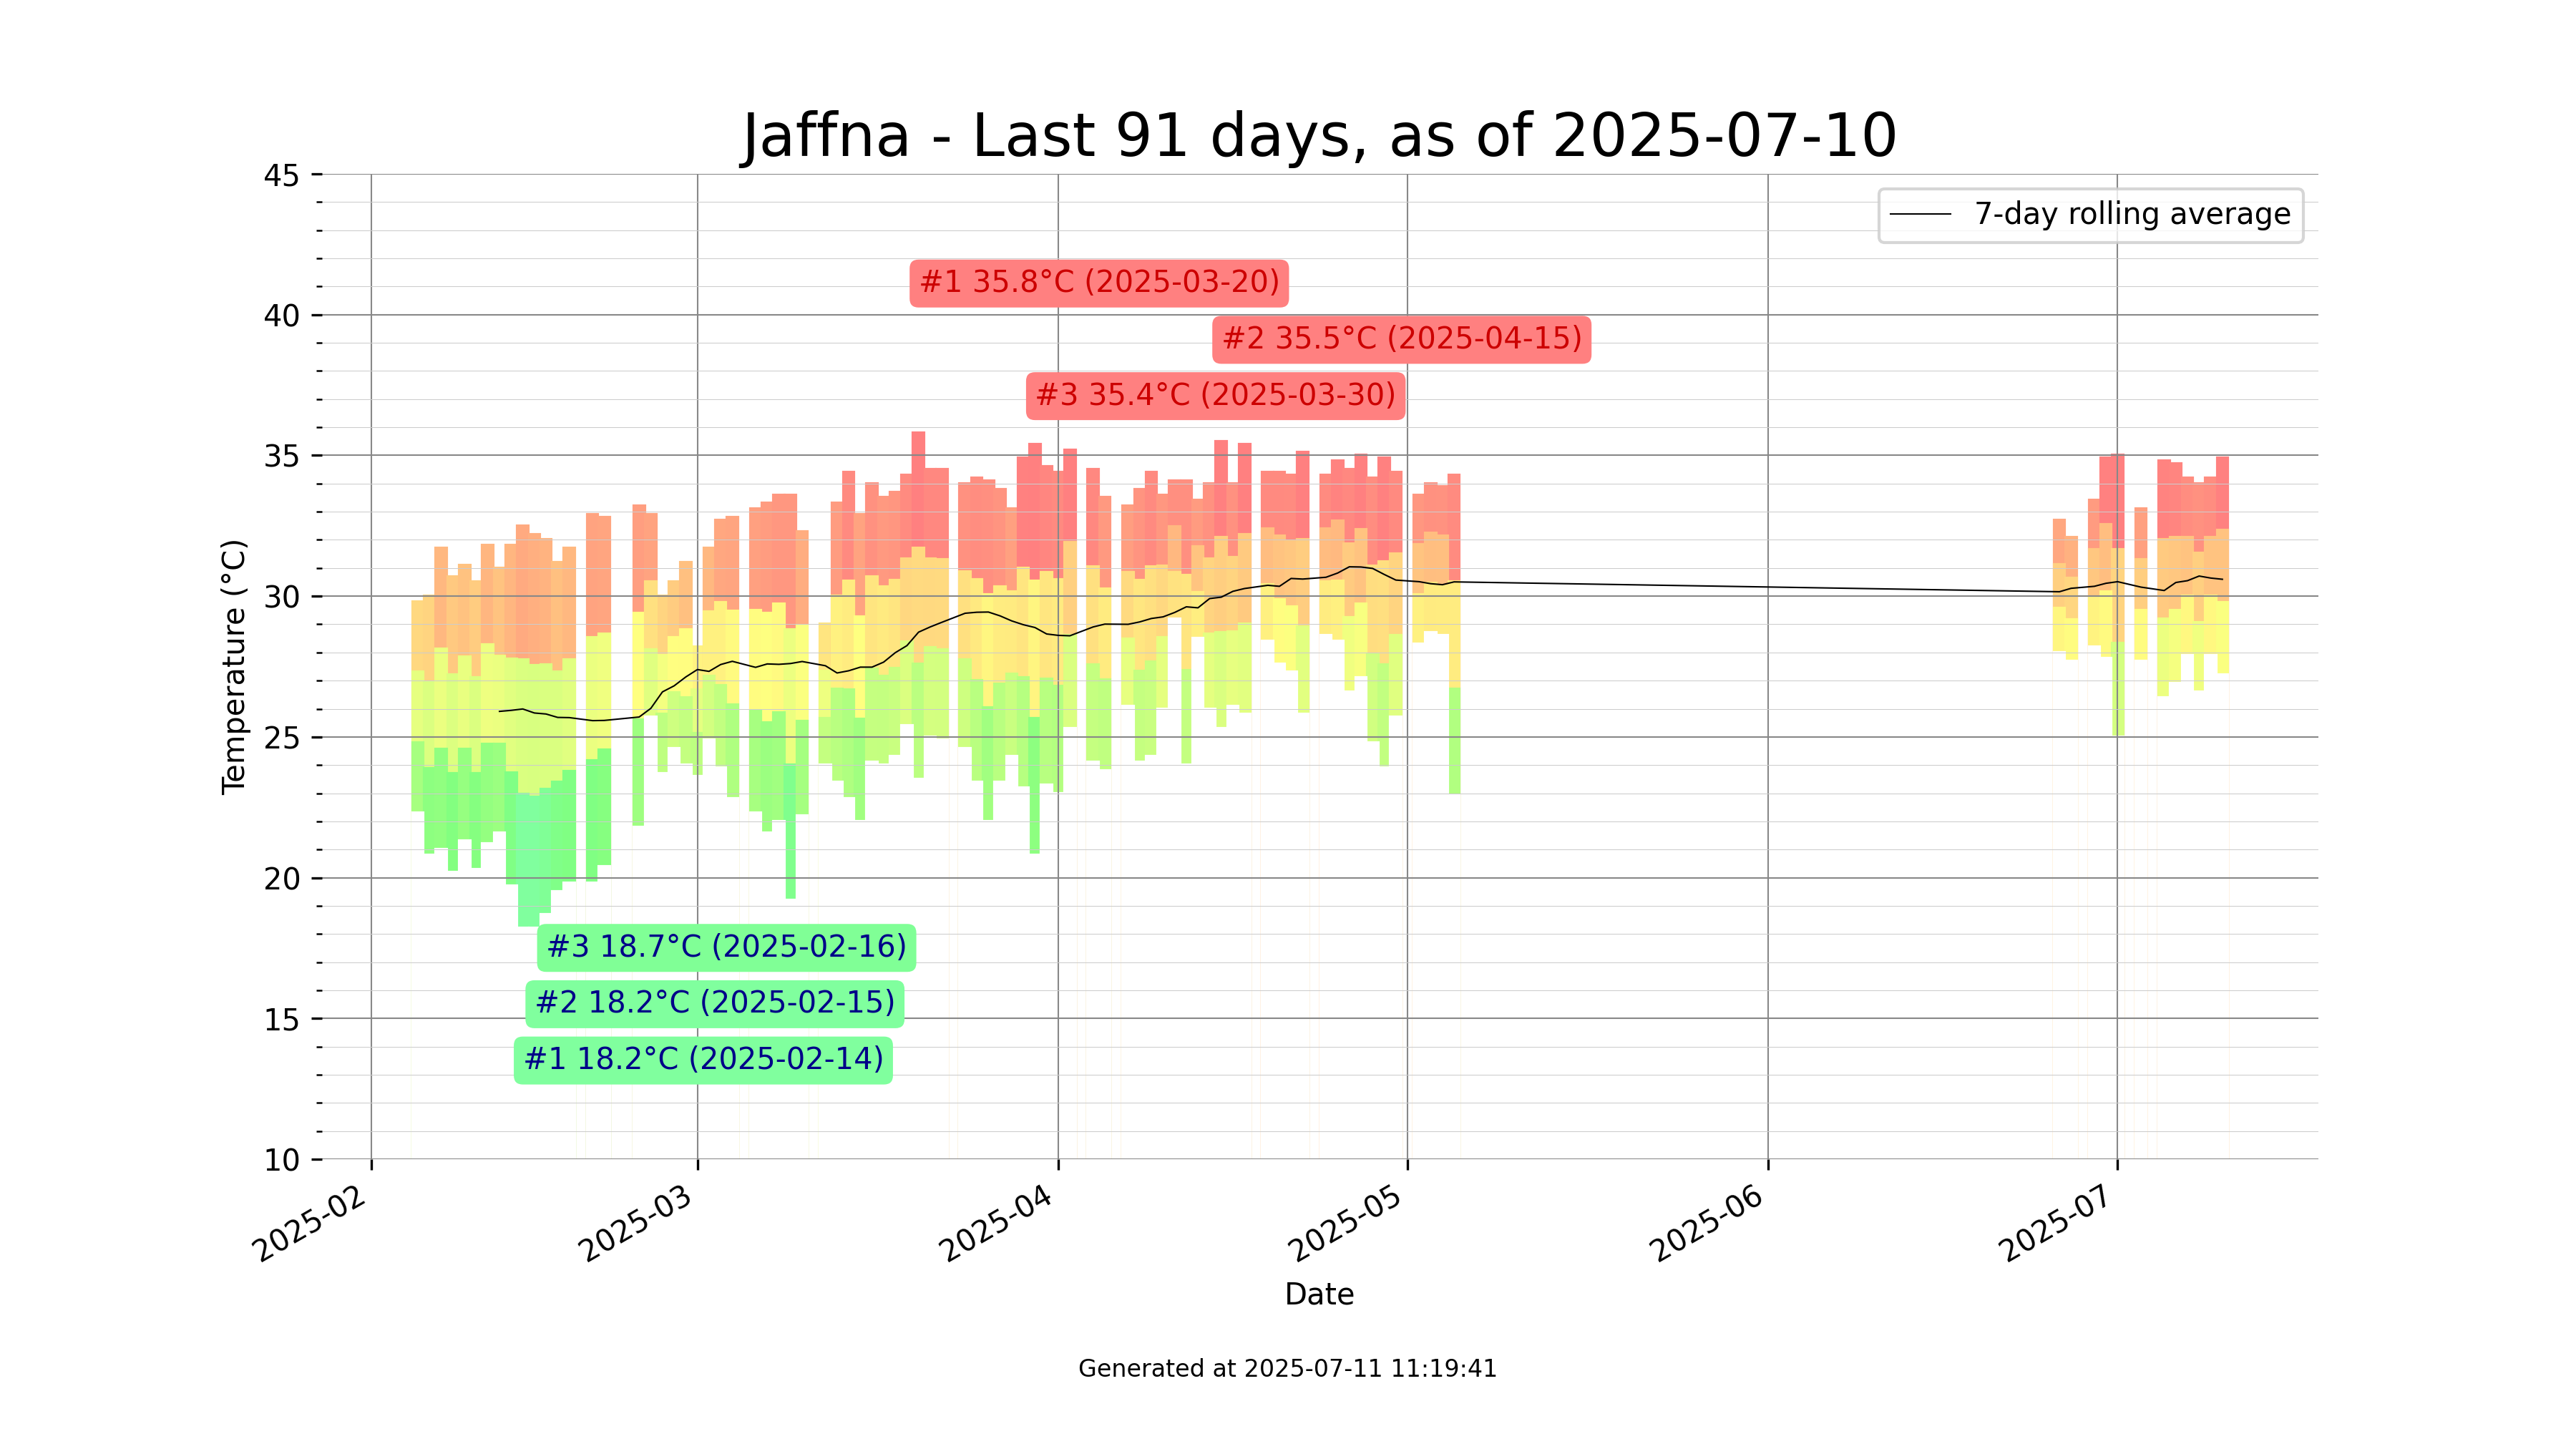 Jaffna - Last 91 days, as of 2025-07-10
7-day rolling average
#1 35.8°C (2025-03-20)
#2 35.5°C (2025-04-15)
#3 35.4°C (2025-03-30)
#3 18.7°C (2025-02-16)
#2 18.2°C (2025-02-15)
#1 18.2°C (2025-02-14)
Temperature (°C)
45
40
35
30
25
20
15
10
2025-02
2025-03
2025-04
2025-05
2025-06
2025-07
Date
Generated at 2025-07-11 11:19:41